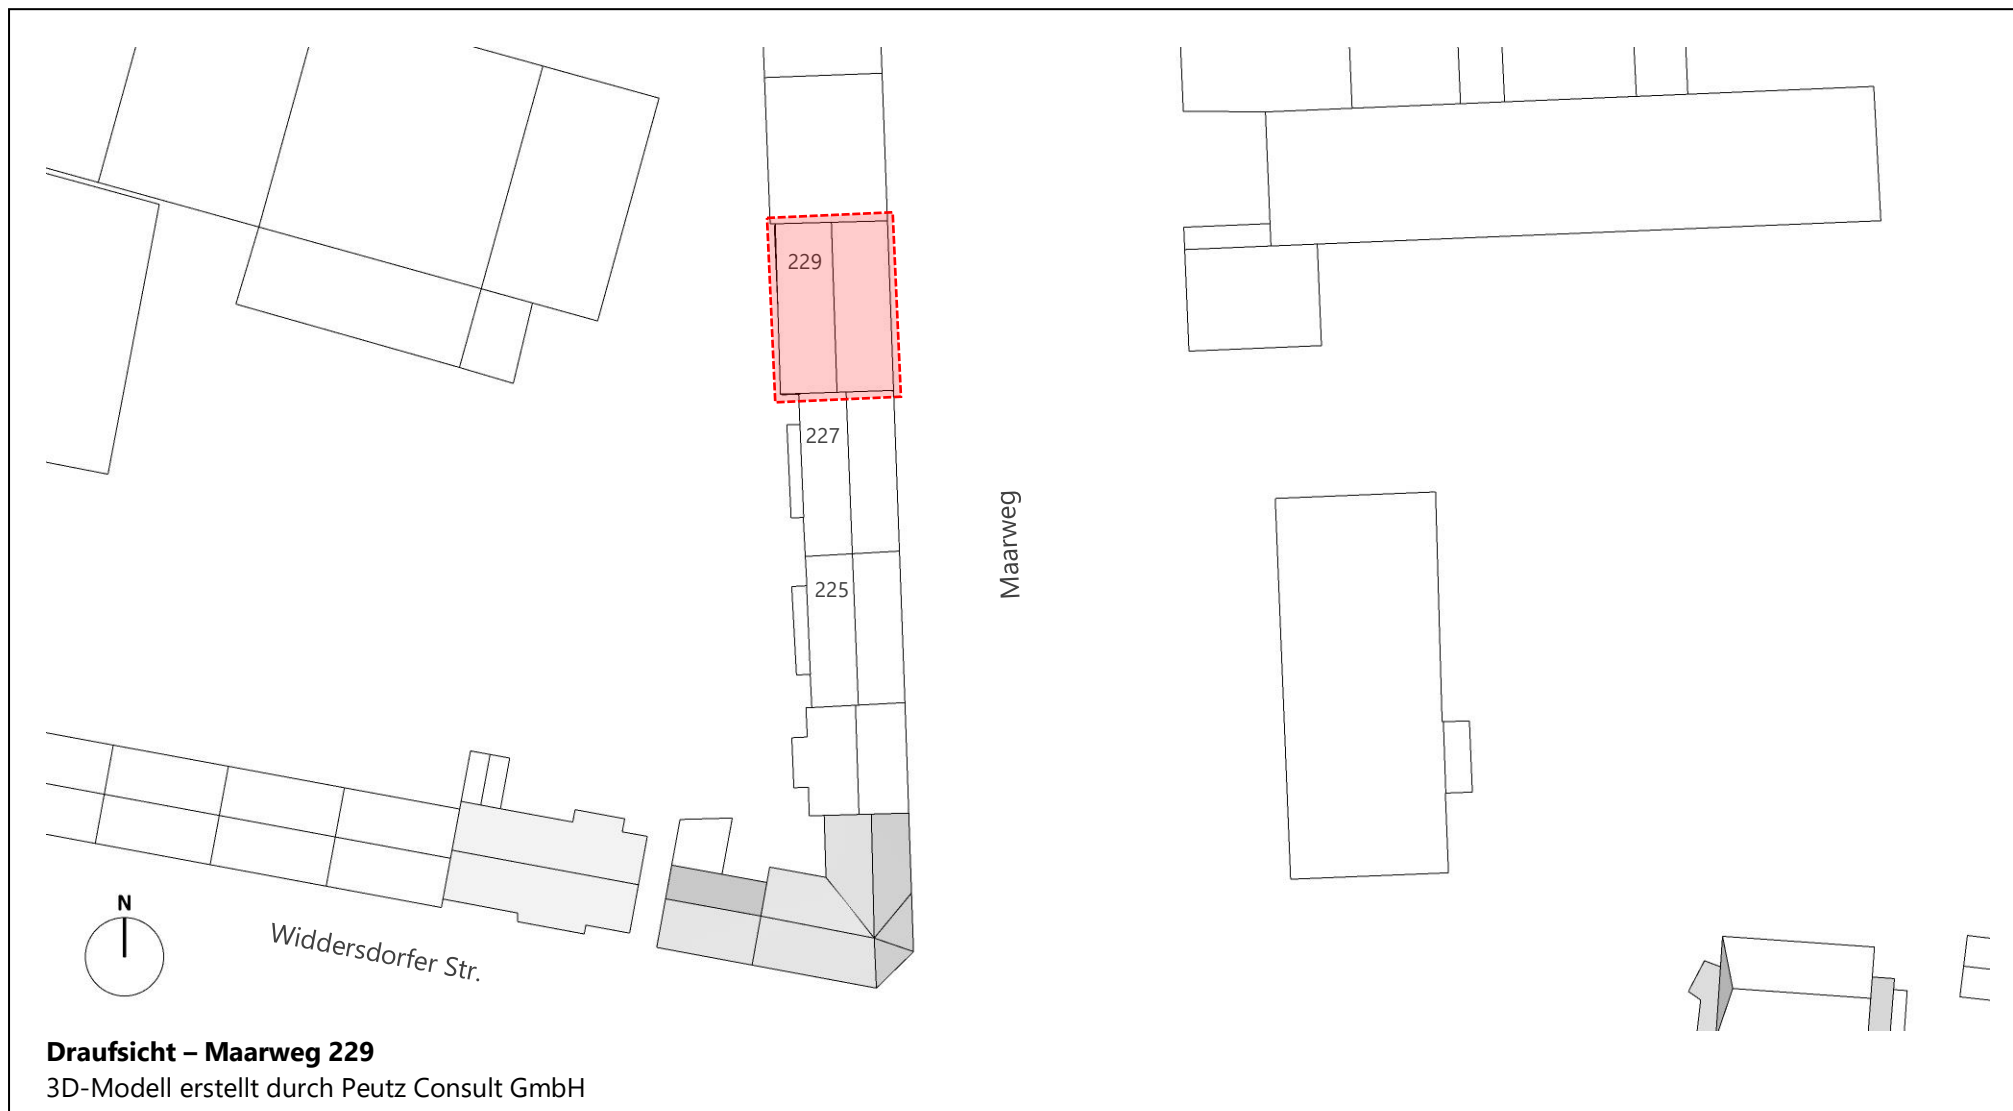 229
227
Maarweg
225
N
Widdersdorfer Str.
Draufsicht – Maarweg 229
3D-Modell erstellt durch Peutz Consult GmbH